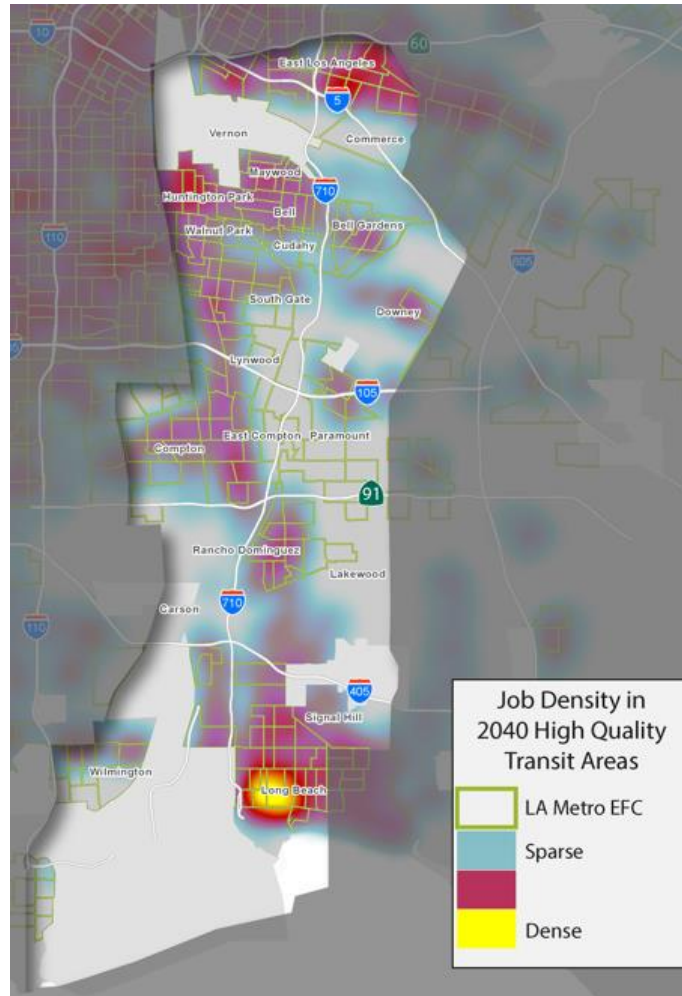 10
60
East Los Angeles
5
Vernon
Commerce
Maywood
Huntington Park
710
Bell
Walnut Park
Bell Gardens
110
Cudahy
605
South Gate
Downey
Lynwood
105
East Compton
Paramount
Compton
91
Rancho Dominguez
Lakewood
710
Carson
110
405
Signal Hill
Wilmington
Long Beach
Job Density in
2040 High Quality
Transit Areas
LA Metro EFC
Sparse
Dense